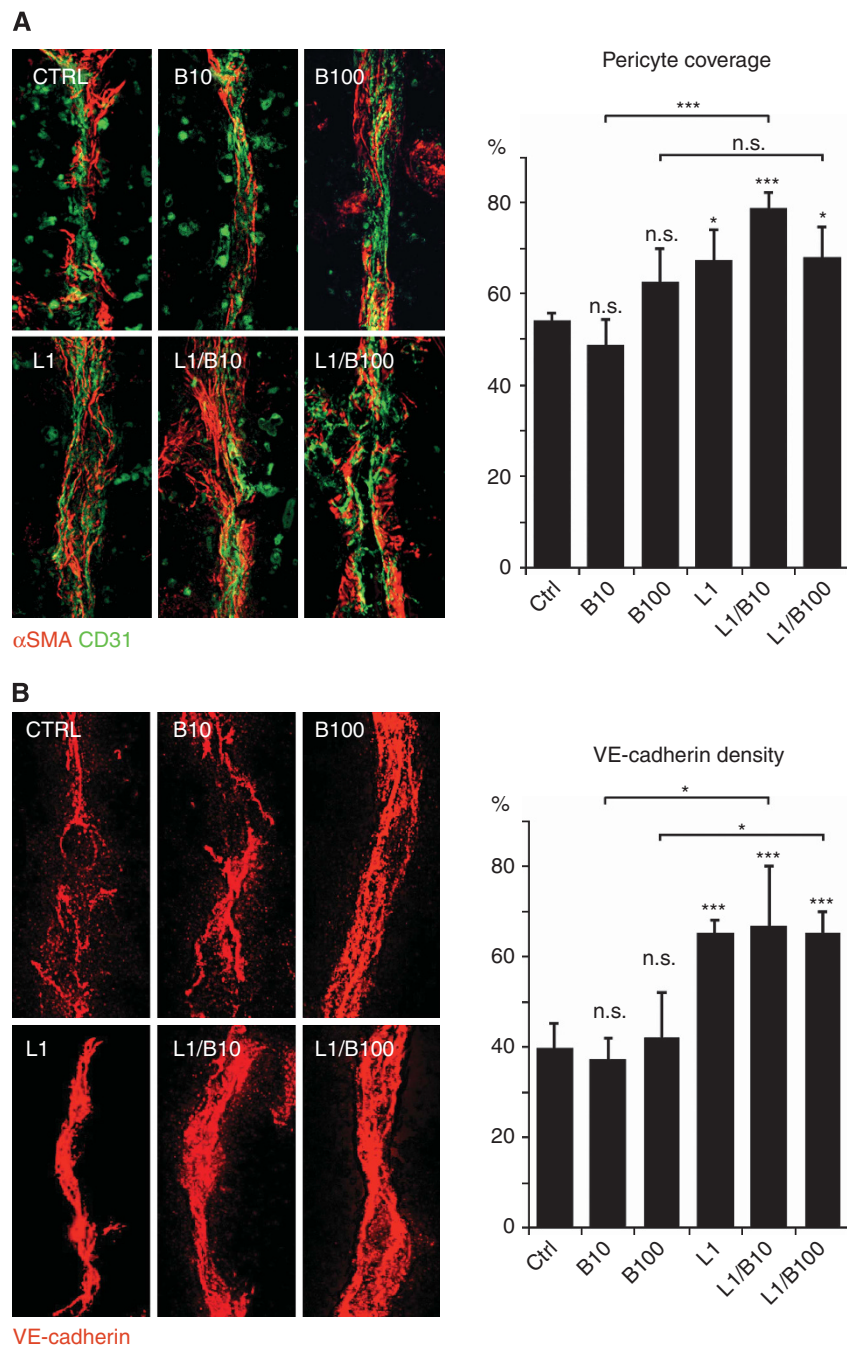 A
CTRL
B10
B100
L1
L1/B10
L1/B100
αSMA CD31
Pericyte coverage
***
n.s.
%
80
60
40
20
0
n.s.
n.s.
*
***
*
Ctrl
B10
B100
L1
L1/B10
L1/B100
B
CTRL
B10
B100
L1
L1/B10
L1/B100
VE-cadherin
VE-cadherin density
*
*
%
80
60
40
20
0
n.s.
n.s.
***
***
***
Ctrl
B10
B100
L1
L1/B10
L1/B100